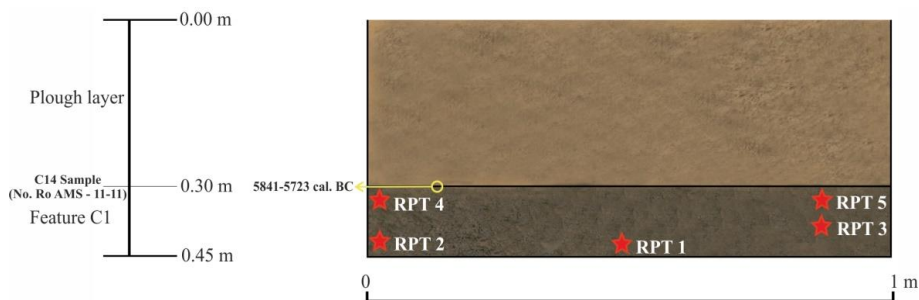 0.00 m
Plough layer
C14 Sample
(No. Ro AMS - 11-11)
0.30 m
5841-5723 cal. BC
Feature C1
RPT 4
RPT 5
RPT 3
RPT 2
RPT 1
0.45 m
0
1 m